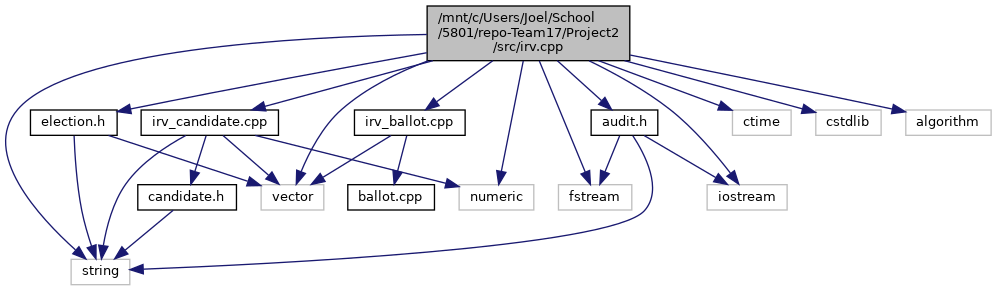 /mnt/c/Users/Joel/School
/5801/repo-Team17/Project2
/src/irv.cpp
election.h
irv_candidate.cpp
irv_ballot.cpp
audit.h
ctime
cstdlib
algorithm
candidate.h
vector
ballot.cpp
numeric
fstream
iostream
string